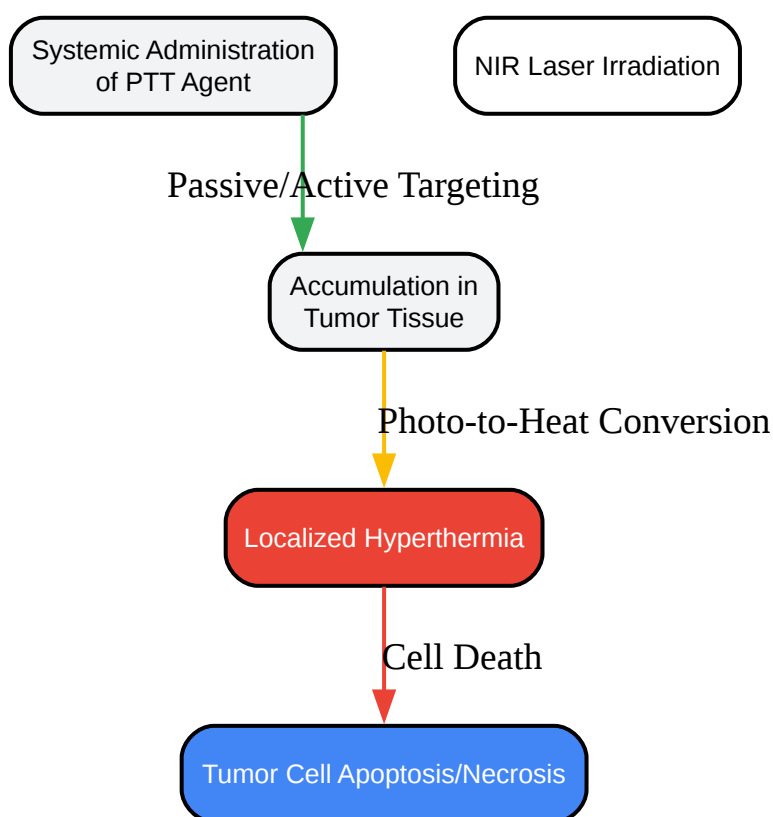 Systemic Administration
of PTT Agent
NIR Laser Irradiation
Passive/Active Targeting
Accumulation in
Tumor Tissue
Photo-to-Heat Conversion
Localized Hyperthermia
Cell Death
Tumor Cell Apoptosis/Necrosis